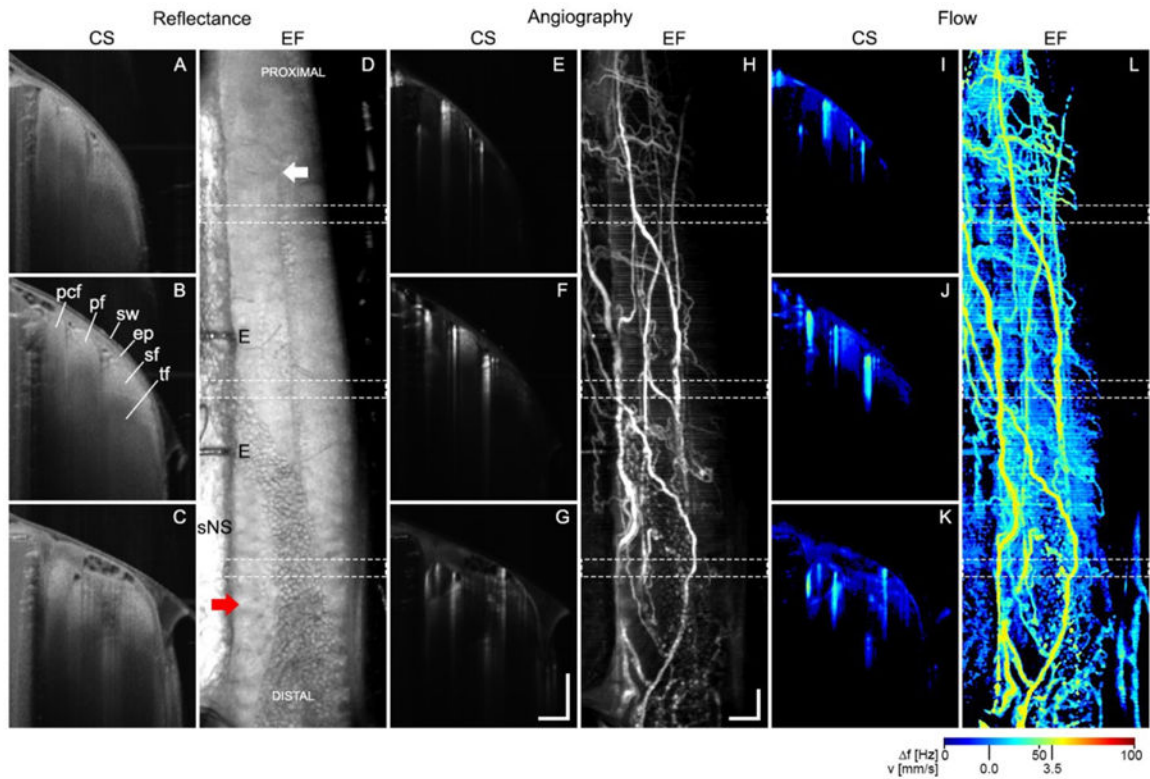 Reflectance Angiography Flow
CS EF CS EF CS EF
A D E H I L
PROXIMAL
B F J
pcf
pf
sw
E ep
sf
tf
E
C G K
sNS
DISTAL
Δf [Hz] 0 50 100
v [mm/s] 0.0 3.5